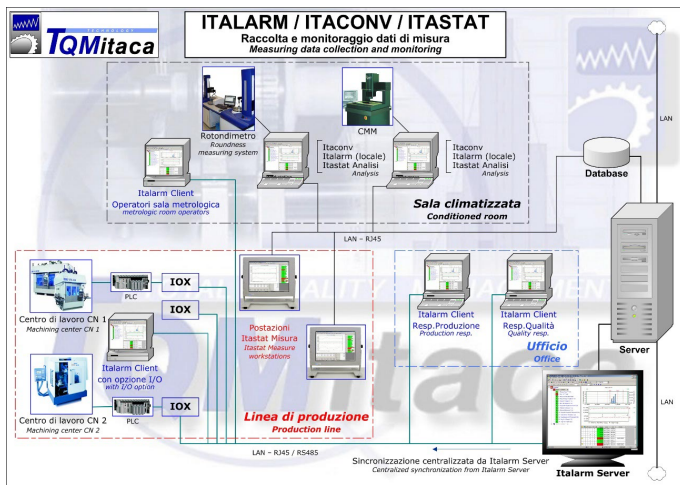 TECHNOLOGY
TQMitaca
ITALARM / ITACONV / ITASTAT
Raccolta e monitoraggio dati di misura
Measuring data collection and monitoring
LAN
Rotondimetro
Roundness
measuring system
CMM
Itaconv
Italarm (locale)
Itastat Analisi
Analysis
Itaconv
Italarm (locale)
Itastat Analisi
Analysis
Database
Italarm Client
Operatori sala metrologica
metrologic room operators
Sala climatizzata
Conditioned room
LAN – RJ45
PLC
IOX
Centro di lavoro CN 1
Machining center CN 1
IOX
Italarm Client
con opzione I/O
with I/O option
Postazioni
Itastat Misura
Itastat Measure
workstations
Italarm Client
Resp.Produzione
Production resp.
Italarm Client
Resp.Qualità
Quality resp.
Ufficio
Office
Server
PLC
IOX
Centro di lavoro CN 2
Machining center CN 2
Linea di produzione
Production line
LAN
LAN – RJ45 / RS485
Sincronizzazione centralizzata da Italarm Server
Centralized synchronization from Italarm Server
Italarm Server